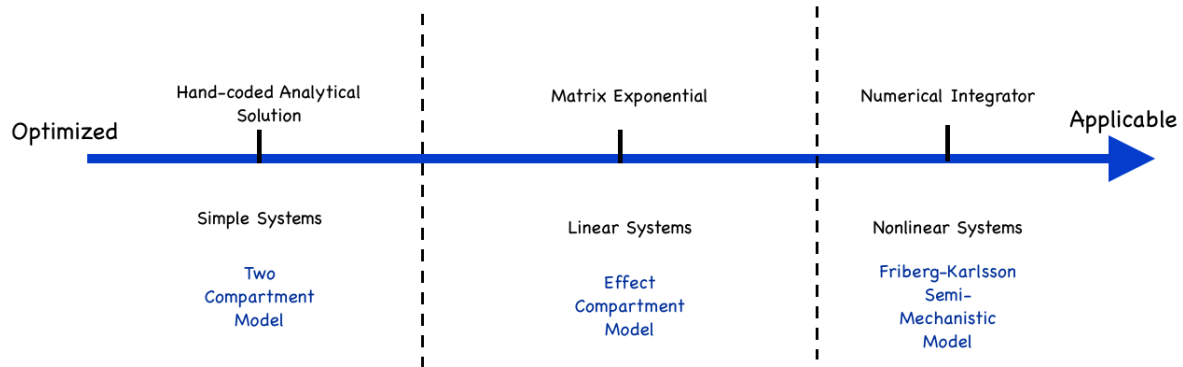 Hand-coded Analytical
Solution
Matrix Exponential
Numerical Integrator
Optimized
Applicable
Simple Systems
Linear Systems
Nonlinear Systems
Two
Compartment
Model
Effect
Compartment
Model
Friberg-Karlsson
Semi-
Mechanistic
Model